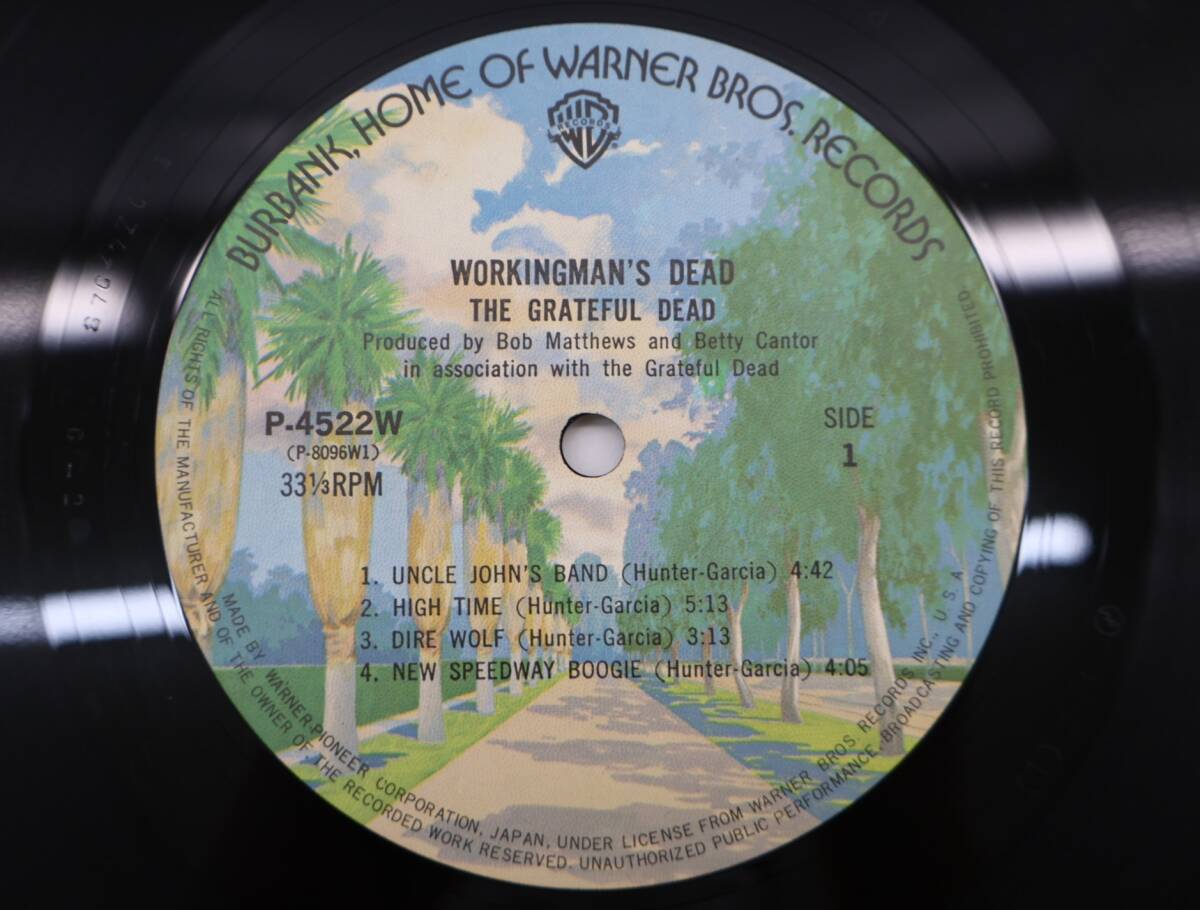 BURBANK, HOME OF WARNER BROS. RECORDS
RECORDS
WORKINGMAN'S DEAD
THE GRATEFUL DEAD
Produced by Bob Matthews and Betty Cantor
in association with the Grateful Dead
P-4522W
(P-8096W1)
33⅓RPM
SIDE
1
1. UNCLE JOHN'S BAND (Hunter-Garcia) 4:42
2. HIGH TIME (Hunter-Garcia) 5:13
3. DIRE WOLF (Hunter-Garcia) 3:13
4. NEW SPEEDWAY BOOGIE (Hunter-Garcia) 4:05
MADE BY WARNER-PIONEER CORPORATION, JAPAN, UNDER LICENSE FROM WARNER BROS. RECORDS INC., U.S.A.
ALL RIGHTS OF THE MANUFACTURER AND OF THE OWNER OF THE RECORDED WORK RESERVED. UNAUTHORIZED PUBLIC PERFORMANCE, BROADCASTING AND COPYING OF THIS RECORD PROHIBITED.